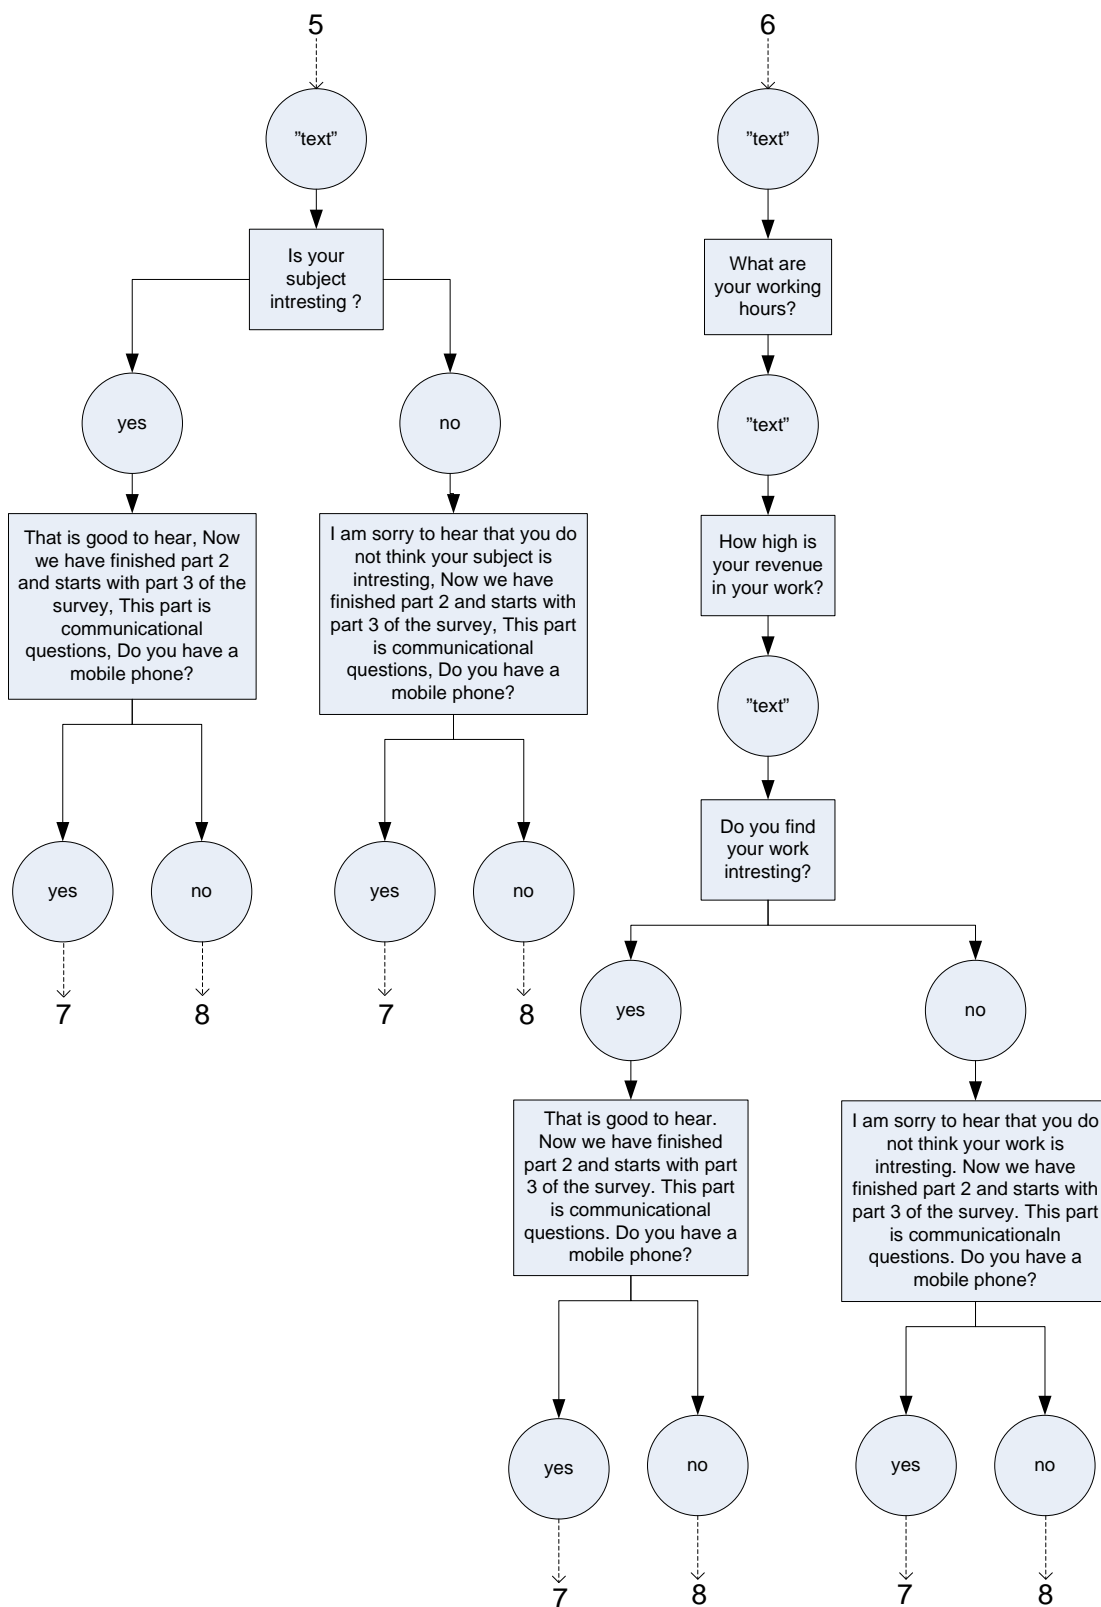 5
"text"
Is your
subject
intresting ?
yes
no
That is good to hear, Now
we have finished part 2
and starts with part 3 of the
survey, This part is
communicational
questions, Do you have a
mobile phone?
I am sorry to hear that you do
not think your subject is
intresting, Now we have
finished part 2 and starts with
part 3 of the survey, This part
is communicational
questions, Do you have a
mobile phone?
yes
no
yes
no
7
8
7
8
6
"text"
What are
your working
hours?
"text"
How high is
your revenue
in your work?
"text"
Do you find
your work
intresting?
yes
no
That is good to hear.
Now we have finished
part 2 and starts with part
3 of the survey. This part
is communicational
questions. Do you have a
mobile phone?
I am sorry to hear that you do
not think your work is
intresting. Now we have
finished part 2 and starts with
part 3 of the survey. This part
is communicationaln
questions. Do you have a
mobile phone?
yes
no
yes
no
7
8
7
8